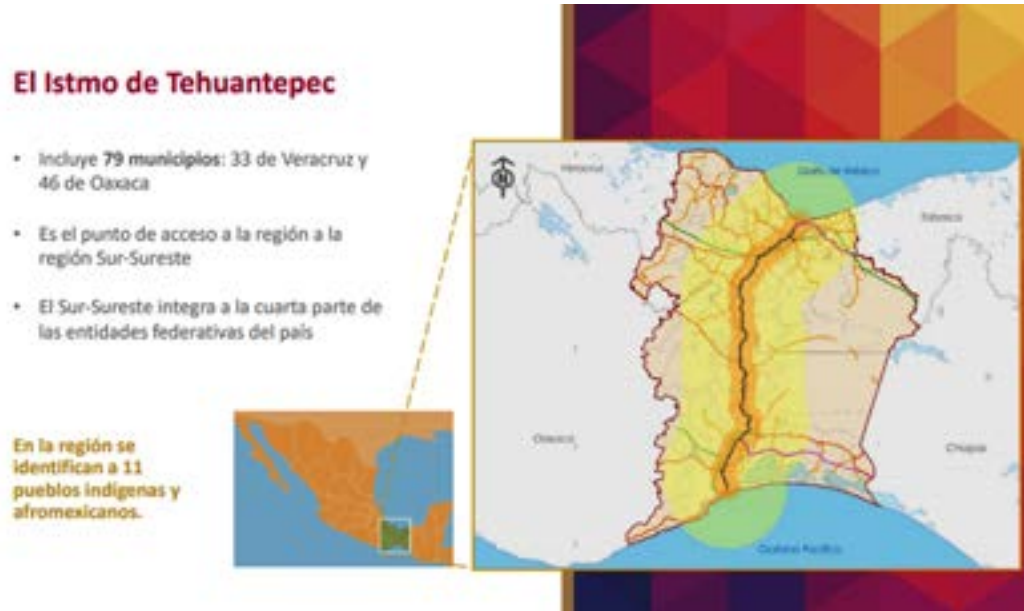 El Istmo de Tehuantepec
• Incluye 79 municipios: 33 de Veracruz y
46 de Oaxaca
• Es el punto de acceso a la región a la
región Sur-Sureste
• El Sur-Sureste integra a la cuarta parte de
las entidades federativas del país
En la región se
identifican a 11
pueblos indígenas y
afromexicanos.
N
Veracruz
Golfo de México
Tabasco
Oaxaca
Chiapas
Océano Pacífico